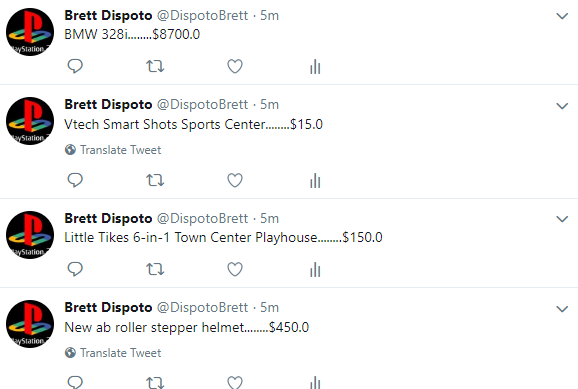 Brett Dispoto @DispotoBrett · 5m
BMW 328i........$8700.0
PlayStation
Brett Dispoto @DispotoBrett · 5m
Vtech Smart Shots Sports Center........$15.0
Translate Tweet
PlayStation
Brett Dispoto @DispotoBrett · 5m
Little Tikes 6-in-1 Town Center Playhouse........$150.0
PlayStation
Brett Dispoto @DispotoBrett · 5m
New ab roller stepper helmet........$450.0
PlayStation
Translate Tweet